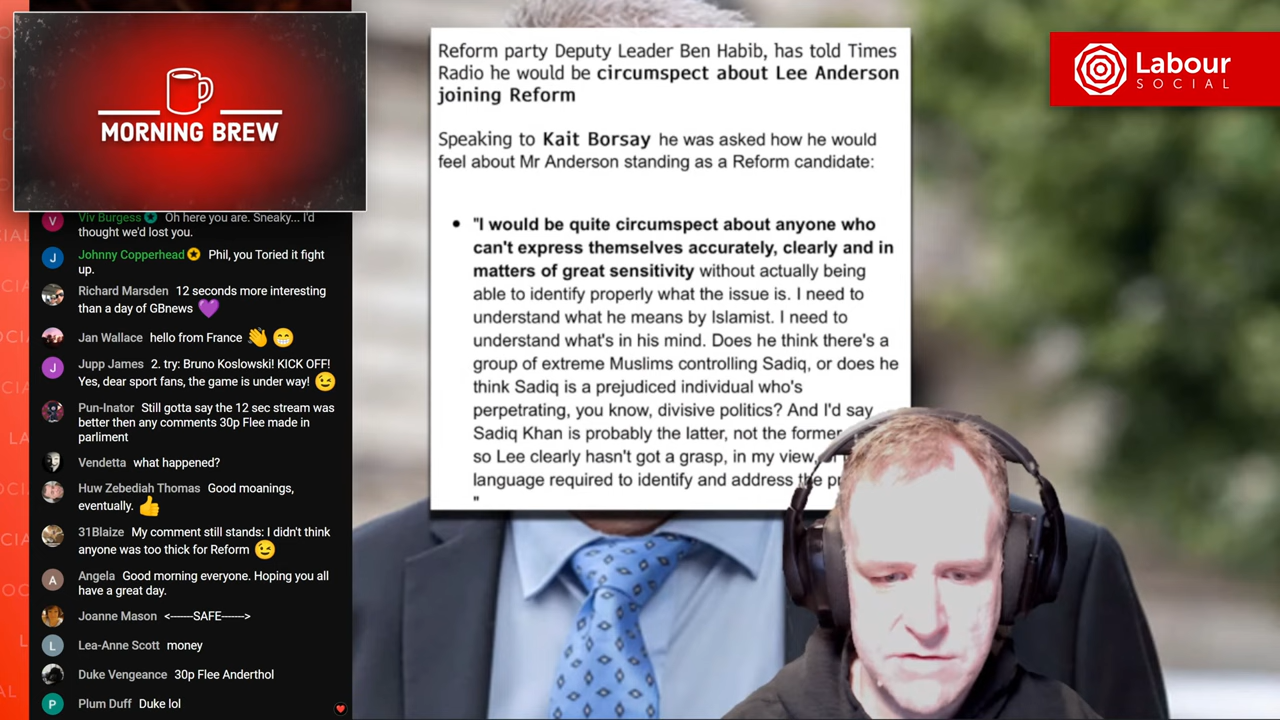 MORNING BREW
Viv Burgess Oh here you are. Sneaky... I'd
thought we'd lost you.
Johnny Copperhead Phil, you Toried it fight
up.
Richard Marsden 12 seconds more interesting
than a day of GBnews
Jan Wallace hello from France
Jupp James 2. try: Bruno Koslowski! KICK OFF!
Yes, dear sport fans, the game is under way!
Pun-Inator Still gotta say the 12 sec stream was
better then any comments 30p Flee made in
parliment
Vendetta what happened?
Huw Zebediah Thomas Good moanings,
eventually.
31Blaize My comment still stands: I didn't think
anyone was too thick for Reform
Angela Good morning everyone. Hoping you all
have a great day.
Joanne Mason <-------SAFE------->
Lea-Anne Scott money
Duke Vengeance 30p Flee Anderthol
Plum Duff Duke lol
Reform party Deputy Leader Ben Habib, has told Times
Radio he would be circumspect about Lee Anderson
joining Reform
Speaking to Kait Borsay he was asked how he would
feel about Mr Anderson standing as a Reform candidate:
• "I would be quite circumspect about anyone who
can't express themselves accurately, clearly and in
matters of great sensitivity without actually being
able to identify properly what the issue is. I need to
understand what he means by Islamist. I need to
understand what's in his mind. Does he think there's a
group of extreme Muslims controlling Sadiq, or does he
think Sadiq is a prejudiced individual who's
perpetrating, you know, divisive politics? And I'd say
Sadiq Khan is probably the latter, not the former
so Lee clearly hasn't got a grasp, in my view,
language required to identify and address the
"
Labour
SOCIAL